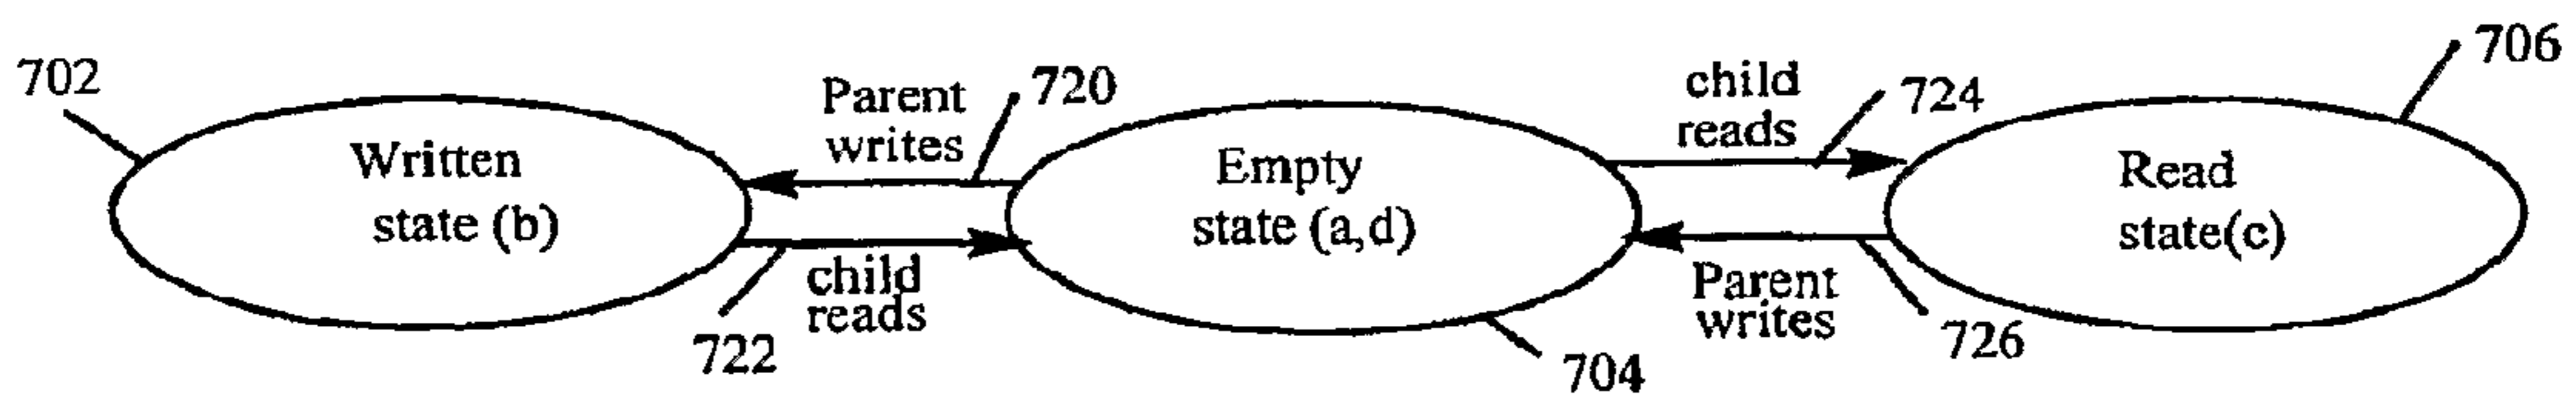 702
Written
state (b)
Parent
writes
720
child
reads
722
Empty
state (a,d)
704
child
reads
724
Parent
writes
726
Read
state(c)
706